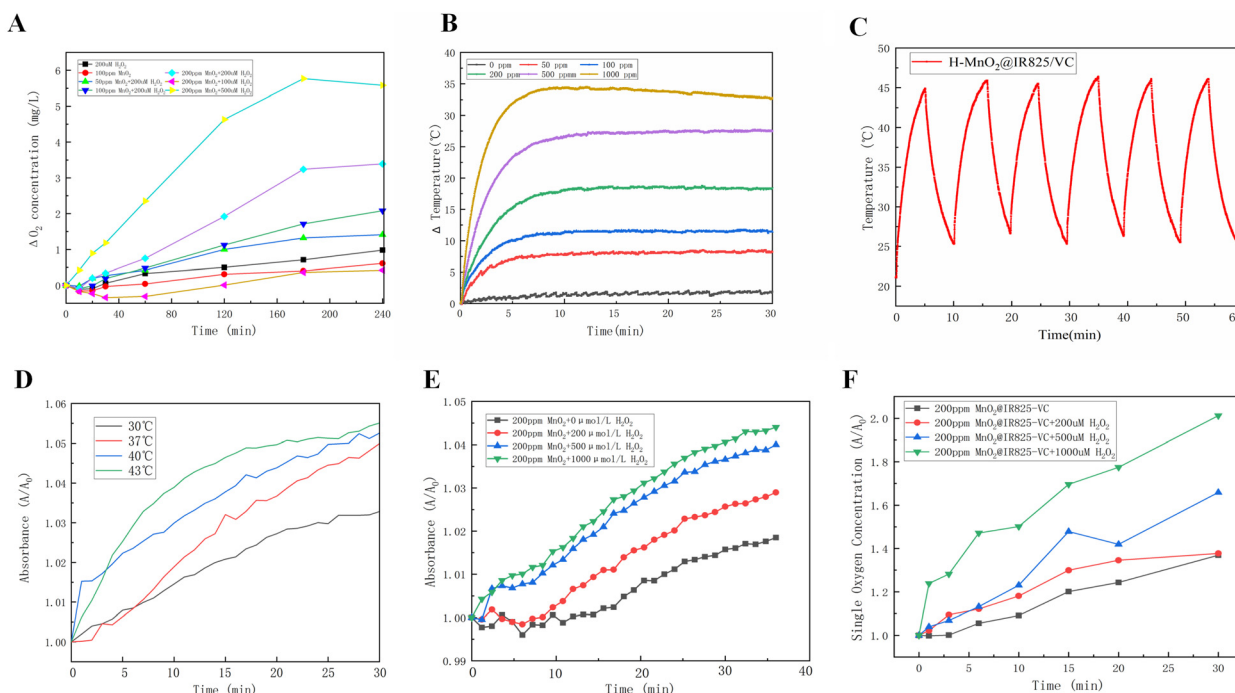 A
Δ O₂ concentration (mg/L)
6
5
4
3
2
1
0
200uM H₂O₂
100ppm MnO₂
50ppm MnO₂+200uM H₂O₂
100ppm MnO₂+200uM H₂O₂
200ppm MnO₂+200uM H₂O₂
200ppm MnO₂+100uM H₂O₂
200ppm MnO₂+500uM H₂O₂
0 40 80 120 160 200 240
Time (min)
B
Δ Temperature(℃)
40
35
30
25
20
15
10
5
0
0 ppm 50 ppm 100 ppm
200 ppm 500 ppmm 1000 ppm
0 5 10 15 20 25 30
Time(min)
C
Temperature (℃)
50
45
40
35
30
25
20
H-MnO₂@IR825/VC
0 10 20 30 40 50
Time(min)
D
Absorbance (A/A₀)
1.06
1.05
1.04
1.03
1.02
1.01
1.00
30℃
37℃
40℃
43℃
0 5 10 15 20 25 30
Time (min)
E
Absorbance (A/A₀)
1.05
1.04
1.03
1.02
1.01
1.00
0.99
200ppm MnO₂+0μmol/L H₂O₂
200ppm MnO₂+200μmol/L H₂O₂
200ppm MnO₂+500μmol/L H₂O₂
200ppm MnO₂+1000μmol/L H₂O₂
0 10 20 30 40
Time (min)
F
Single Oxygen Concentration (A/A₀)
2.0
1.8
1.6
1.4
1.2
1.0
200ppm MnO₂@IR825-VC
200ppm MnO₂@IR825-VC+200uM H₂O₂
200ppm MnO₂@IR825-VC+500uM H₂O₂
200ppm MnO₂@IR825-VC+1000uM H₂O₂
0 5 10 15 20 25 30
Time (min)